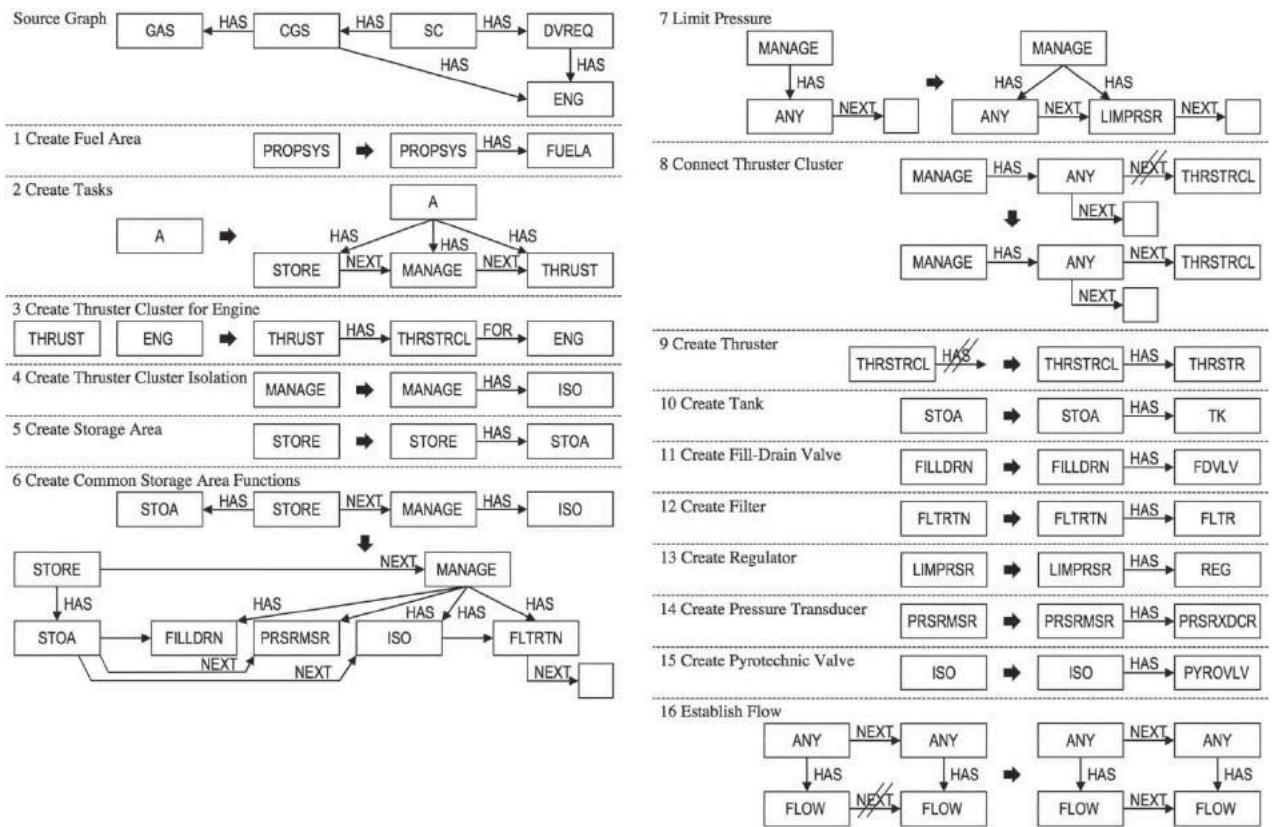 Source Graph
GAS HAS CGS HAS SC HAS DVREQ
HAS HAS
ENG
1 Create Fuel Area
PROPSYS PROPSYS HAS FUELA
2 Create Tasks
A
A HAS HAS HAS
STORE NEXT MANAGE NEXT THRUST
3 Create Thruster Cluster for Engine
THRUST ENG THRUST HAS THRSTRCL FOR ENG
4 Create Thruster Cluster Isolation
MANAGE MANAGE HAS ISO
5 Create Storage Area
STORE STORE HAS STOA
6 Create Common Storage Area Functions
STOA HAS STORE NEXT MANAGE HAS ISO
STORE NEXT MANAGE
HAS HAS HAS HAS HAS
STOA FILLDRN PRSRMSR ISO FLTRTN
NEXT NEXT NEXT
7 Limit Pressure
MANAGE MANAGE
HAS HAS HAS
ANY NEXT ANY NEXT LIMPRSR NEXT
8 Connect Thruster Cluster
MANAGE HAS ANY NEXT THRSTRCL
NEXT
MANAGE HAS ANY NEXT THRSTRCL
NEXT
9 Create Thruster
THRSTRCL HAS THRSTRCL HAS THRSTR
10 Create Tank
STOA STOA HAS TK
11 Create Fill-Drain Valve
FILLDRN FILLDRN HAS FDVLV
12 Create Filter
FLTRTN FLTRTN HAS FLTR
13 Create Regulator
LIMPRSR LIMPRSR HAS REG
14 Create Pressure Transducer
PRSRMSR PRSRMSR HAS PRSRXDCR
15 Create Pyrotechnic Valve
ISO ISO HAS PYROVLV
16 Establish Flow
ANY NEXT ANY ANY NEXT ANY
HAS HAS HAS HAS
FLOW NEXT FLOW FLOW NEXT FLOW